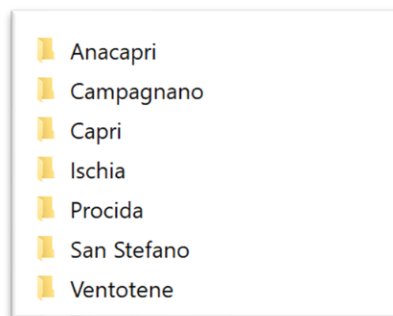 Anacapri
Campagnano
Capri
Ischia
Procida
San Stefano
Ventotene